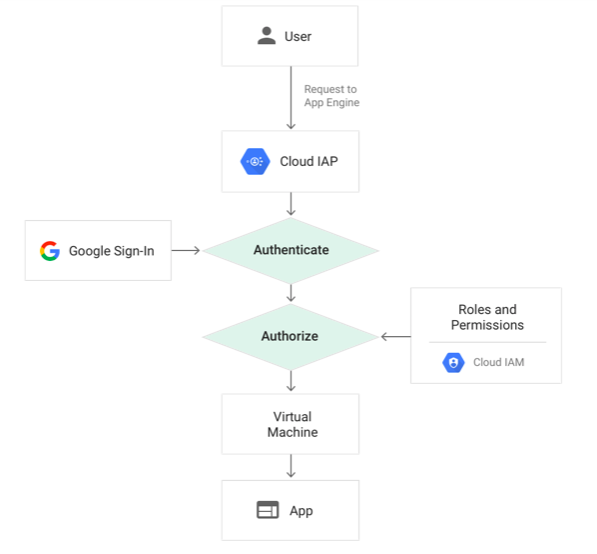 User
Request to
App Engine
Cloud IAP
Google Sign-In
Authenticate
Roles and
Permissions
Cloud IAM
Authorize
Virtual
Machine
App